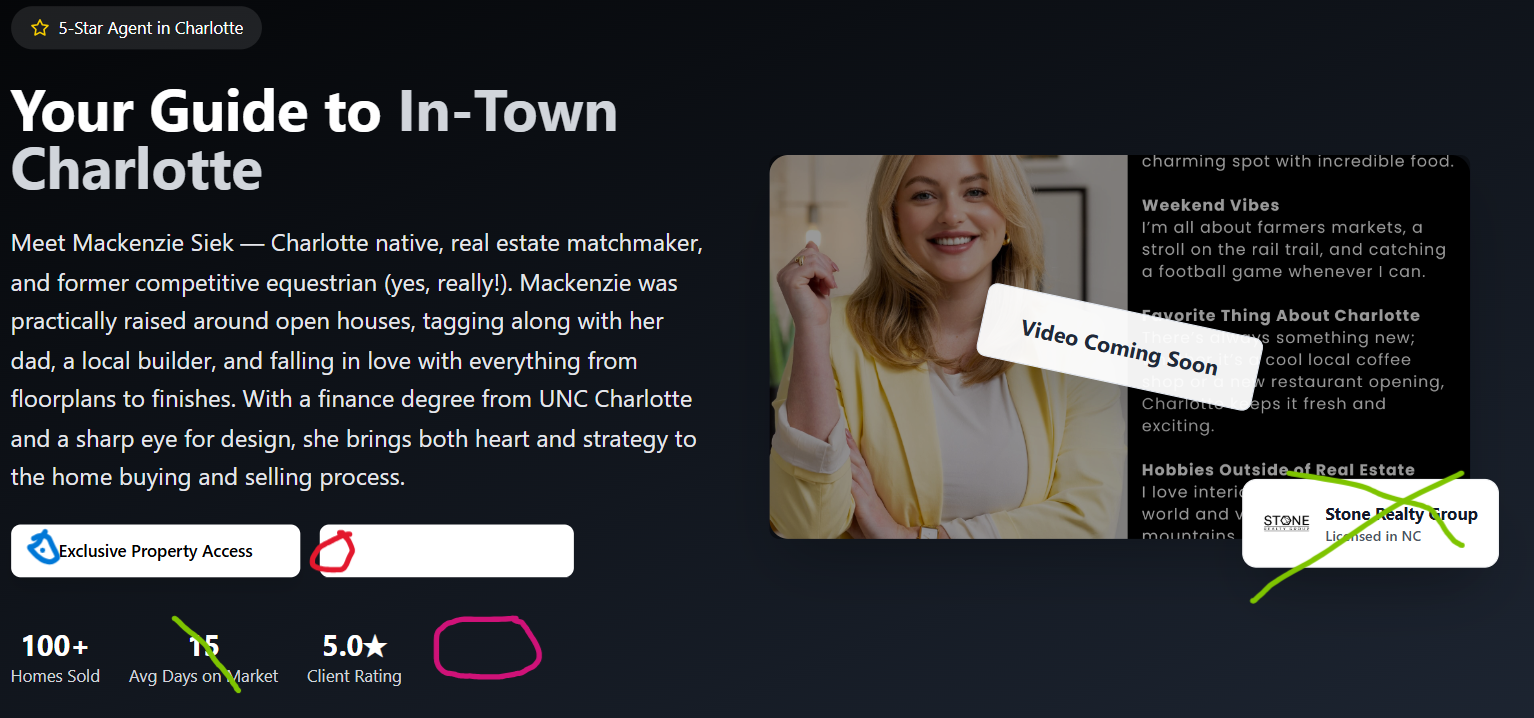 5-Star Agent in Charlotte
Your Guide to In-Town
Charlotte
Meet Mackenzie Siek — Charlotte native, real estate matchmaker,
and former competitive equestrian (yes, really!). Mackenzie was
practically raised around open houses, tagging along with her
dad, a local builder, and falling in love with everything from
floorplans to finishes. With a finance degree from UNC Charlotte
and a sharp eye for design, she brings both heart and strategy to
the home buying and selling process.
Exclusive Property Access
100+
Homes Sold
15
Avg Days on Market
5.0★
Client Rating
charming spot with incredible food.
Weekend Vibes
I'm all about farmers markets, a
stroll on the rail trail, and catching
a football game whenever I can.
Favorite Thing About Charlotte
There's always something new;
it's a cool local coffee
shop or a new restaurant opening,
Charlotte keeps it fresh and
exciting.
Video Coming Soon
Hobbies Outside of Real Estate
I love
world and
mountains
STONE
REALTY GROUP
Stone Realty Group
Licensed in NC